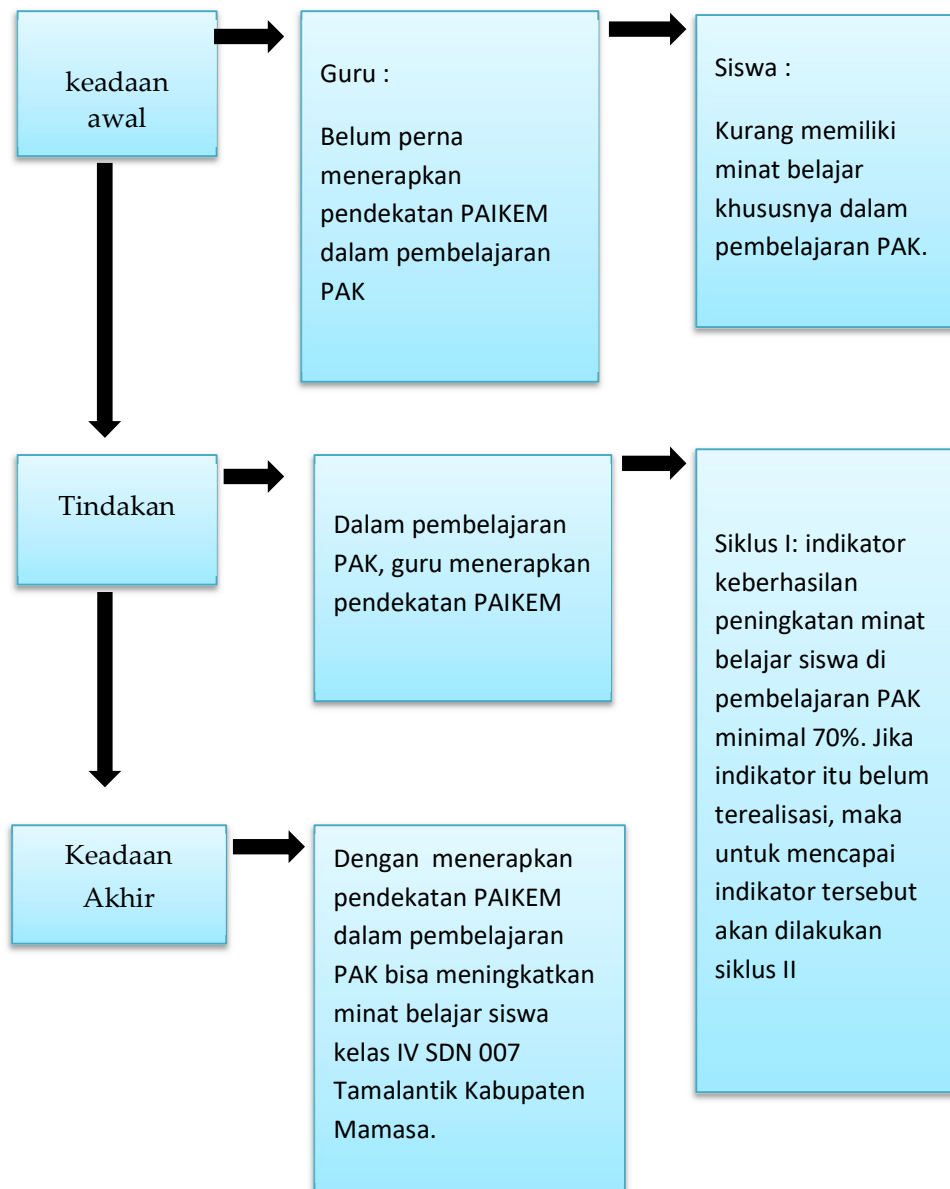 keadaan
awal
Guru :
Belum perna
menerapkan
pendekatan PAIKEM
dalam pembelajaran
PAK
Siswa :
Kurang memiliki
minat belajar
khususnya dalam
pembelajaran PAK.
Tindakan
Dalam pembelajaran
PAK, guru menerapkan
pendekatan PAIKEM
Siklus I: indikator
keberhasilan
peningkatan minat
belajar siswa di
pembelajaran PAK
minimal 70%. Jika
indikator itu belum
terealisasi, maka
untuk mencapai
indikator tersebut
akan dilakukan
siklus II
Keadaan
Akhir
Dengan menerapkan
pendekatan PAIKEM
dalam pembelajaran
PAK bisa meningkatkan
minat belajar siswa
kelas IV SDN 007
Tamalantik Kabupaten
Mamasa.